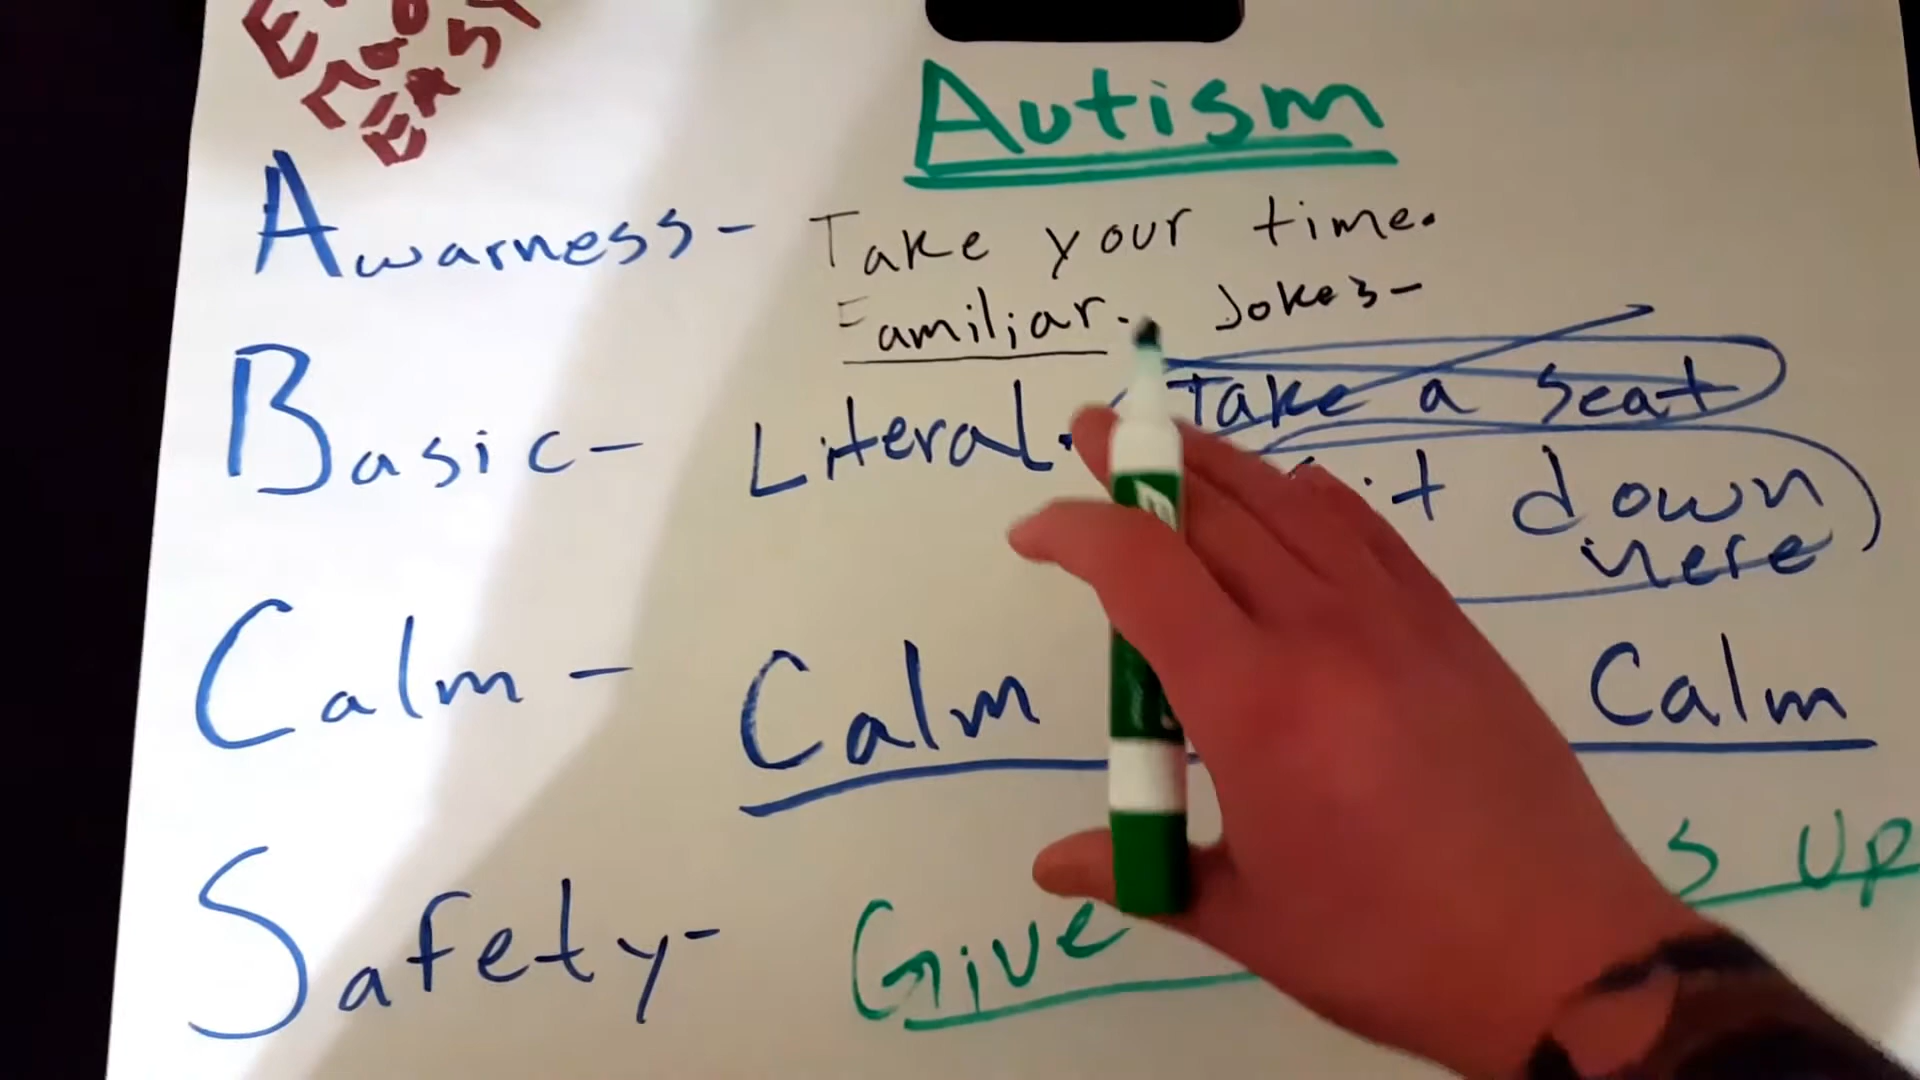 Autism
Awarness- Take your time.
Familiar. Jokes-
Basic- Literal. Take a seat
down
here
Calm- Calm Calm
Safety- Give up